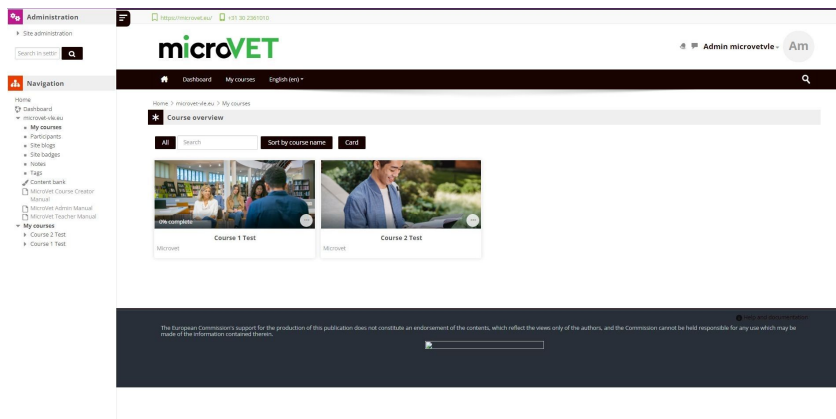 Administration
Site administration
Search in settin
Navigation
Home
Dashboard
microvet-vle.eu
My courses
Participants
Site blogs
Site badges
Notes
Tags
Content bank
MicroVet Course Creator
Manual
MicroVet Admin Manual
MicroVet Teacher Manual
My courses
Course 2 Test
Course 1 Test
https://microvet.eu/ +31 30 2361010
microVET
Admin microvetvle
Am
Dashboard My courses English (en)
Home > microvet-vle.eu > My courses
Course overview
All Search Sort by course name Card
0% complete
Course 1 Test
Microvet
Course 2 Test
Microvet
Help and documentation
The European Commission's support for the production of this publication does not constitute an endorsement of the contents, which reflect the views only of the authors, and the Commission cannot be held responsible for any use which may be
made of the information contained therein.